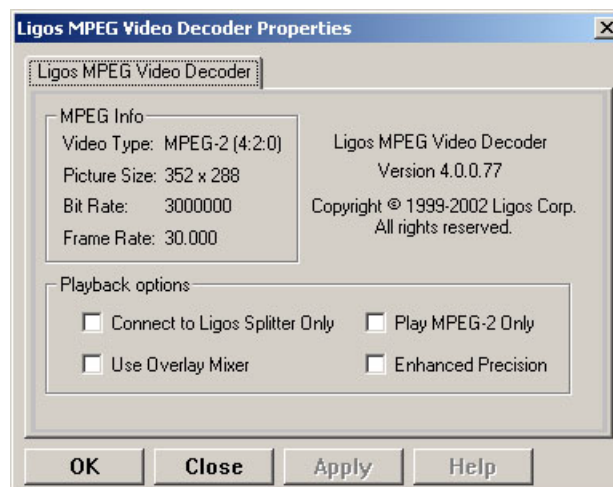 Ligos MPEG Video Decoder Properties
Ligos MPEG Video Decoder
MPEG Info
Video Type: MPEG-2 (4:2:0)
Picture Size: 352 x 288
Bit Rate: 3000000
Frame Rate: 30.000
Ligos MPEG Video Decoder
Version 4.0.0.77
Copyright © 1999-2002 Ligos Corp.
All rights reserved.
Playback options
Connect to Ligos Splitter Only
Play MPEG-2 Only
Use Overlay Mixer
Enhanced Precision
OK
Close
Apply
Help